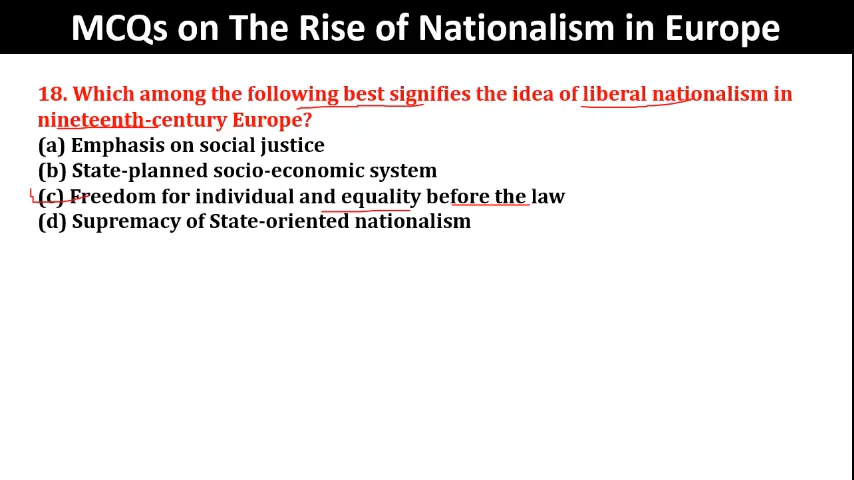 MCQs on The Rise of Nationalism in Europe
18. Which among the following best signifies the idea of liberal nationalism in
nineteenth-century Europe?
(a) Emphasis on social justice
(b) State-planned socio-economic system
(c) Freedom for individual and equality before the law
(d) Supremacy of State-oriented nationalism